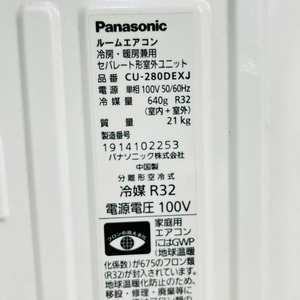 Panasonic
ルームエアコン
冷房・暖房兼用
セパレート形室外ユニット
品番 CU-280DEXJ
電源 単相100V 50/60Hz
冷媒 640g R32
(室内+室外)
質量 21kg
製造番号
1914102253
パナソニック株式会社
中国製
分離形空冷式
冷媒 R32
電源電圧 100V
家庭用
エアコン
にはGWP
(地球温暖
化係数)が675のフロン類
(R32)が封入されています。
地球温暖化防止のため、
移設・修理・廃棄等に